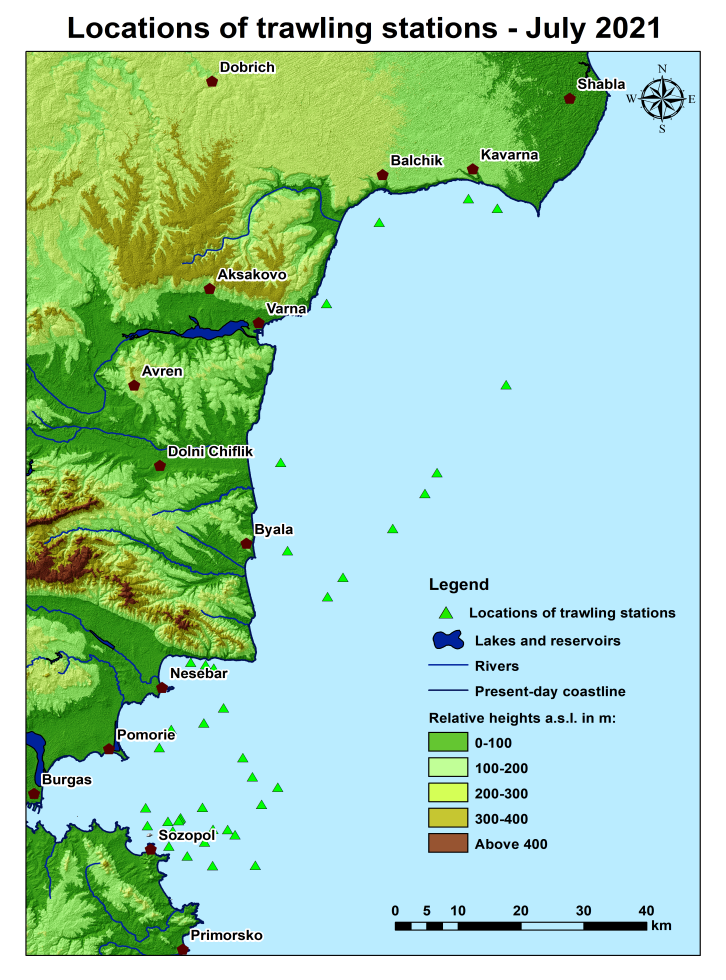 Locations of trawling stations - July 2021
Dobrich
Shabla
N
W E
S
Balchik
Kavarna
Aksakovo
Varna
Avren
Dolni Chiflik
Byala
Nesebar
Pomorie
Burgas
Sozopol
Primorsko
Legend
Locations of trawling stations
Lakes and reservoirs
Rivers
Present-day coastline
Relative heights a.s.l. in m:
0-100
100-200
200-300
300-400
Above 400
0 5 10 20 30 40
km